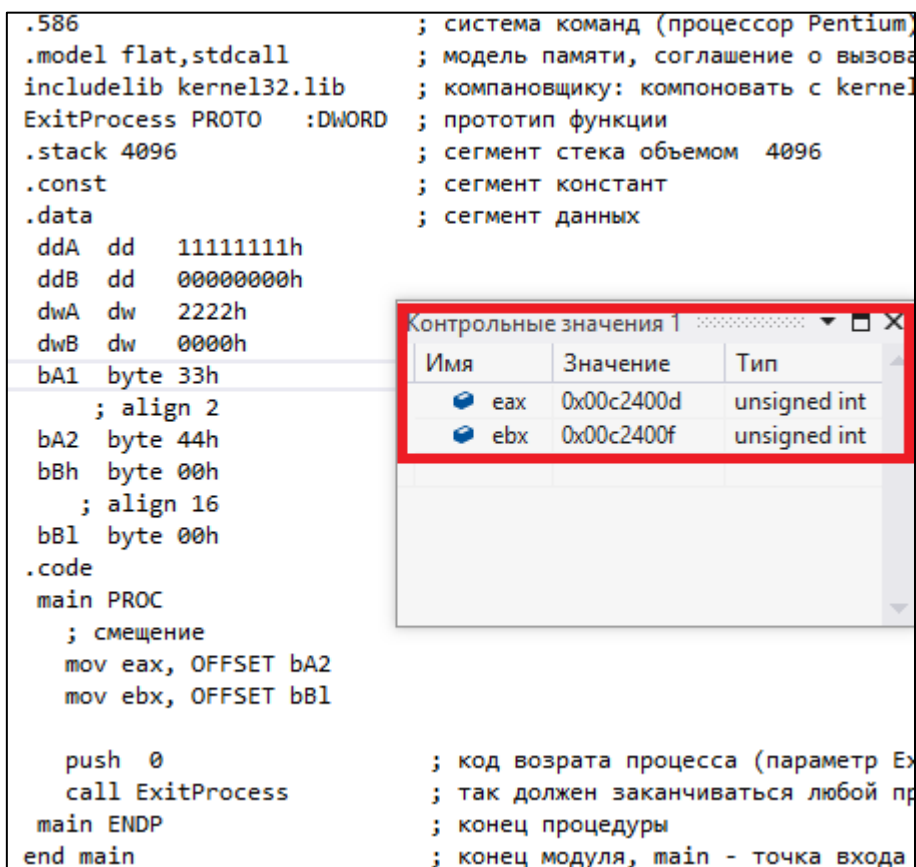 .586 ; система команд (процессор Pentium)
.model flat,stdcall ; модель памяти, соглашение о
includelib kernel32.lib ; компановщику: компоновать с
ExitProcess PROTO :DWORD ; прототип функции
.stack 4096 ; сегмент стека объемом 4096
.const ; сегмент констант
.data ; сегмент данных
ddA dd 11111111h
ddB dd 00000000h
dwA dw 2222h
dwB dw 0000h
bA1 byte 33h
; align 2
bA2 byte 44h
bBh byte 00h
; align 16
bBl byte 00h
.code
main PROC
; смещение
mov eax, OFFSET bA2
mov ebx, OFFSET bBl
push 0 ; код возрата процесса (параметр
call ExitProcess ; так должен заканчиваться любой
main ENDP ; конец процедуры
end main ; конец модуля, main - точка входа
Контрольные значения 1
Имя Значение Тип
eax 0x00c2400d unsigned int
ebx 0x00c2400f unsigned int